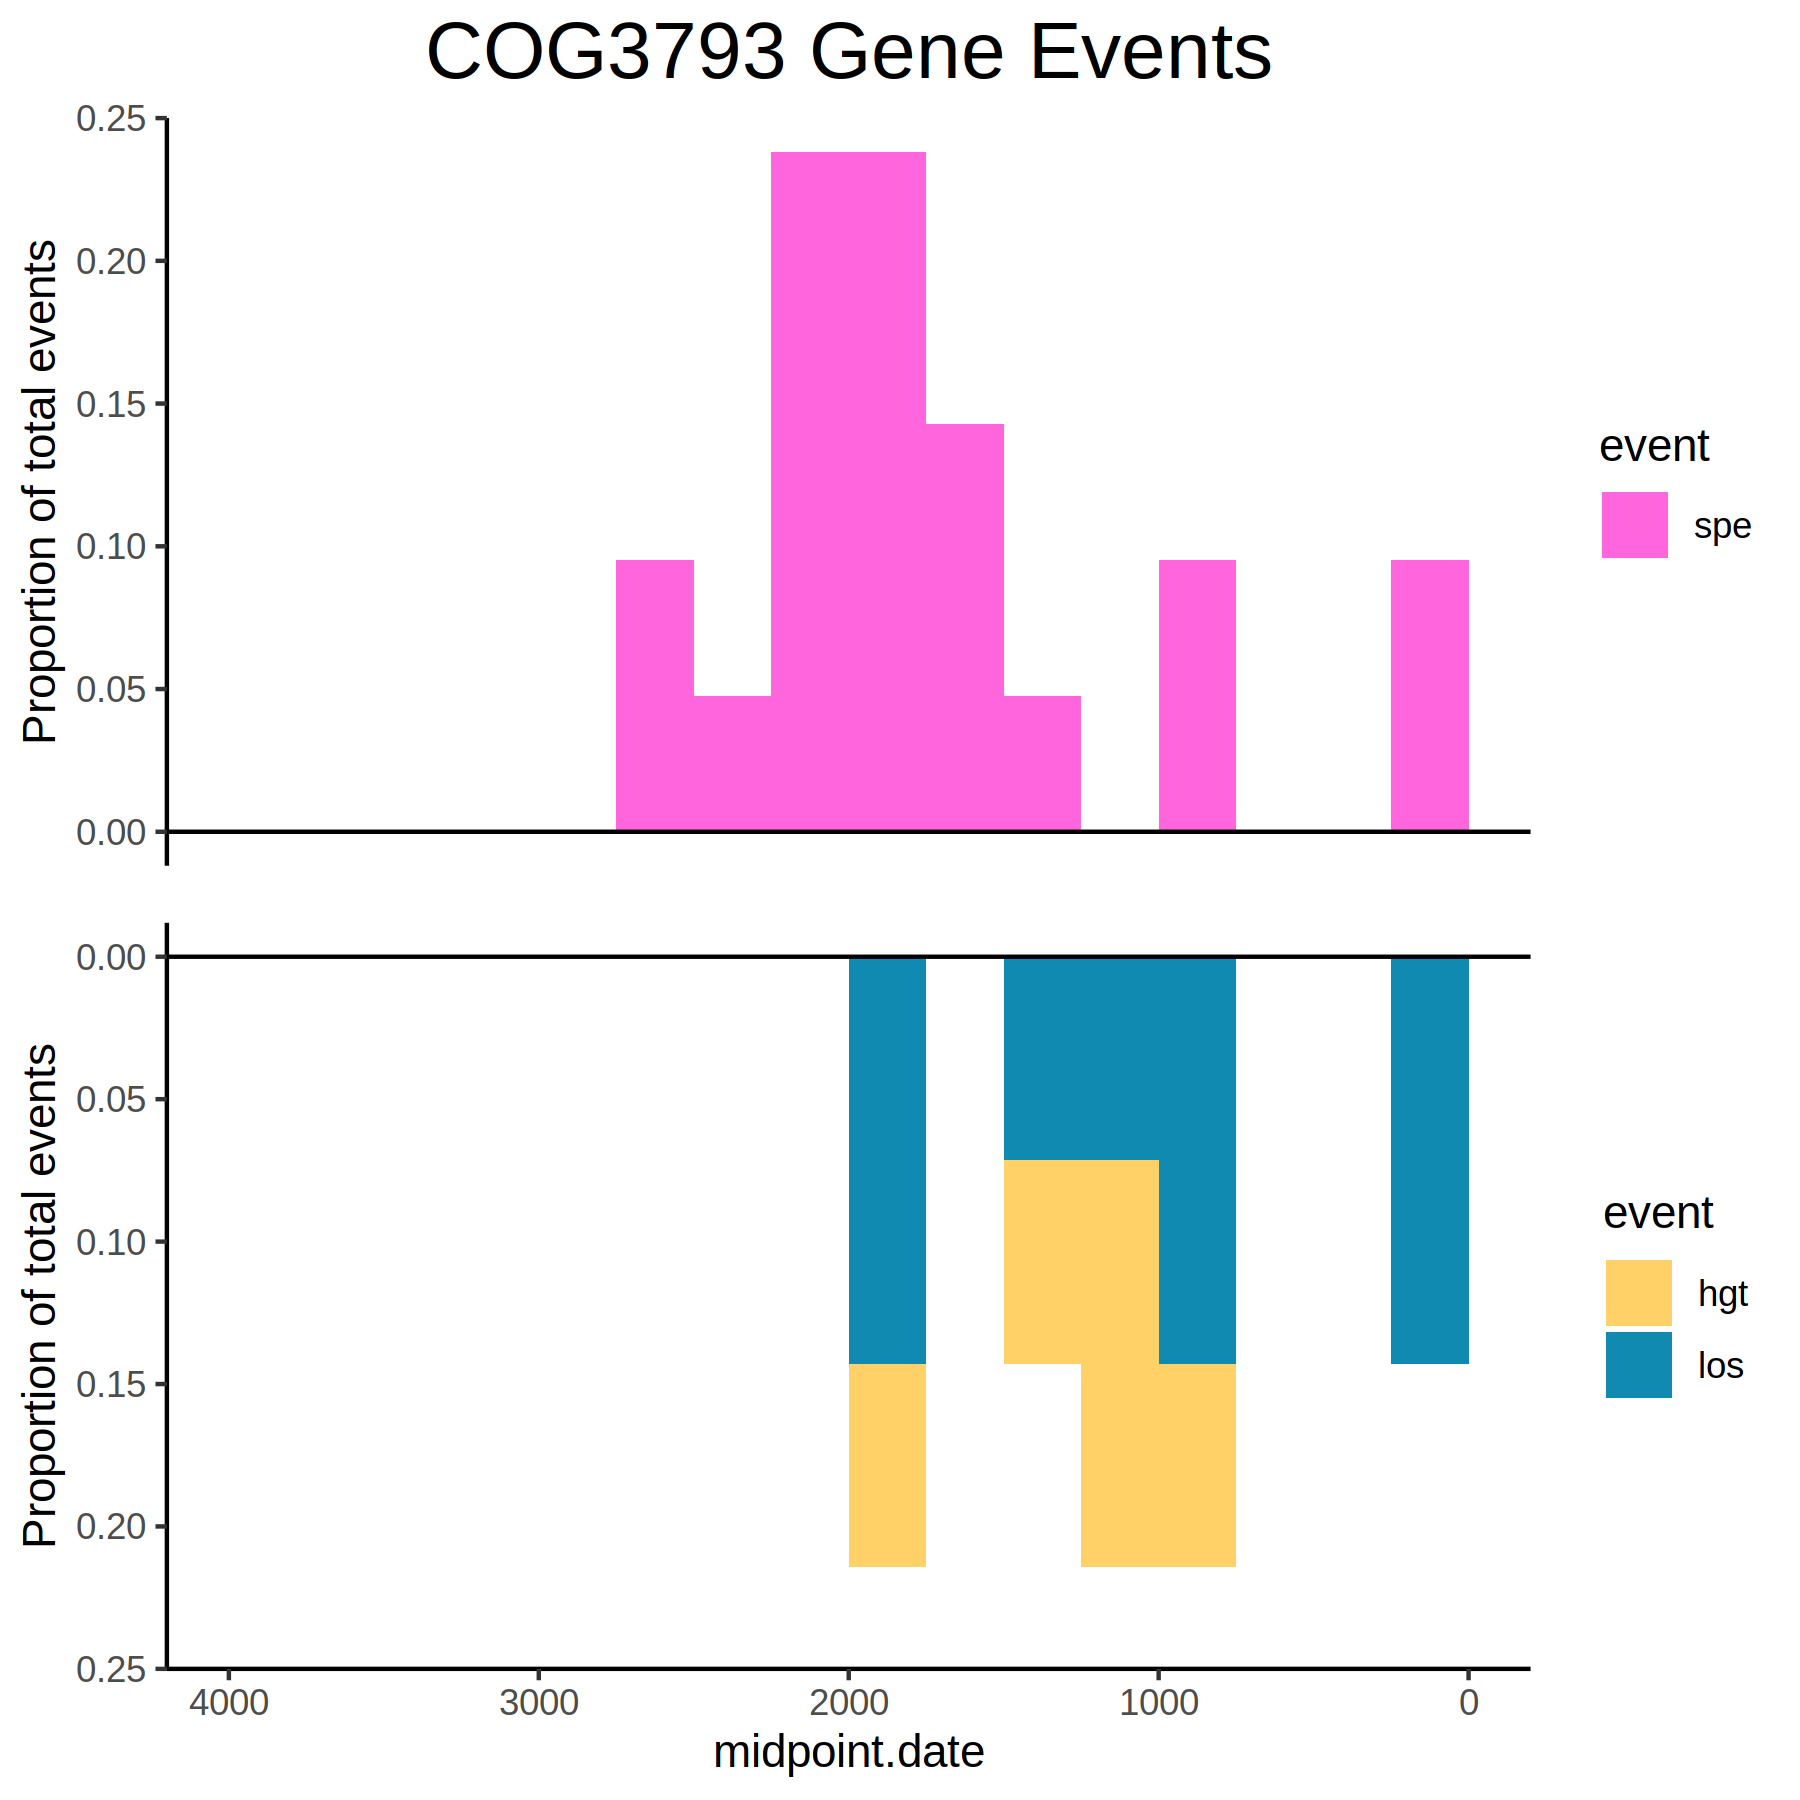 COG3793 Gene Events
Proportion of total events
0.25
0.20
0.15
0.10
0.05
0.00
event
spe
Proportion of total events
0.00
0.05
0.10
0.15
0.20
0.25
event
hgt
los
4000 3000 2000 1000 0
midpoint.date